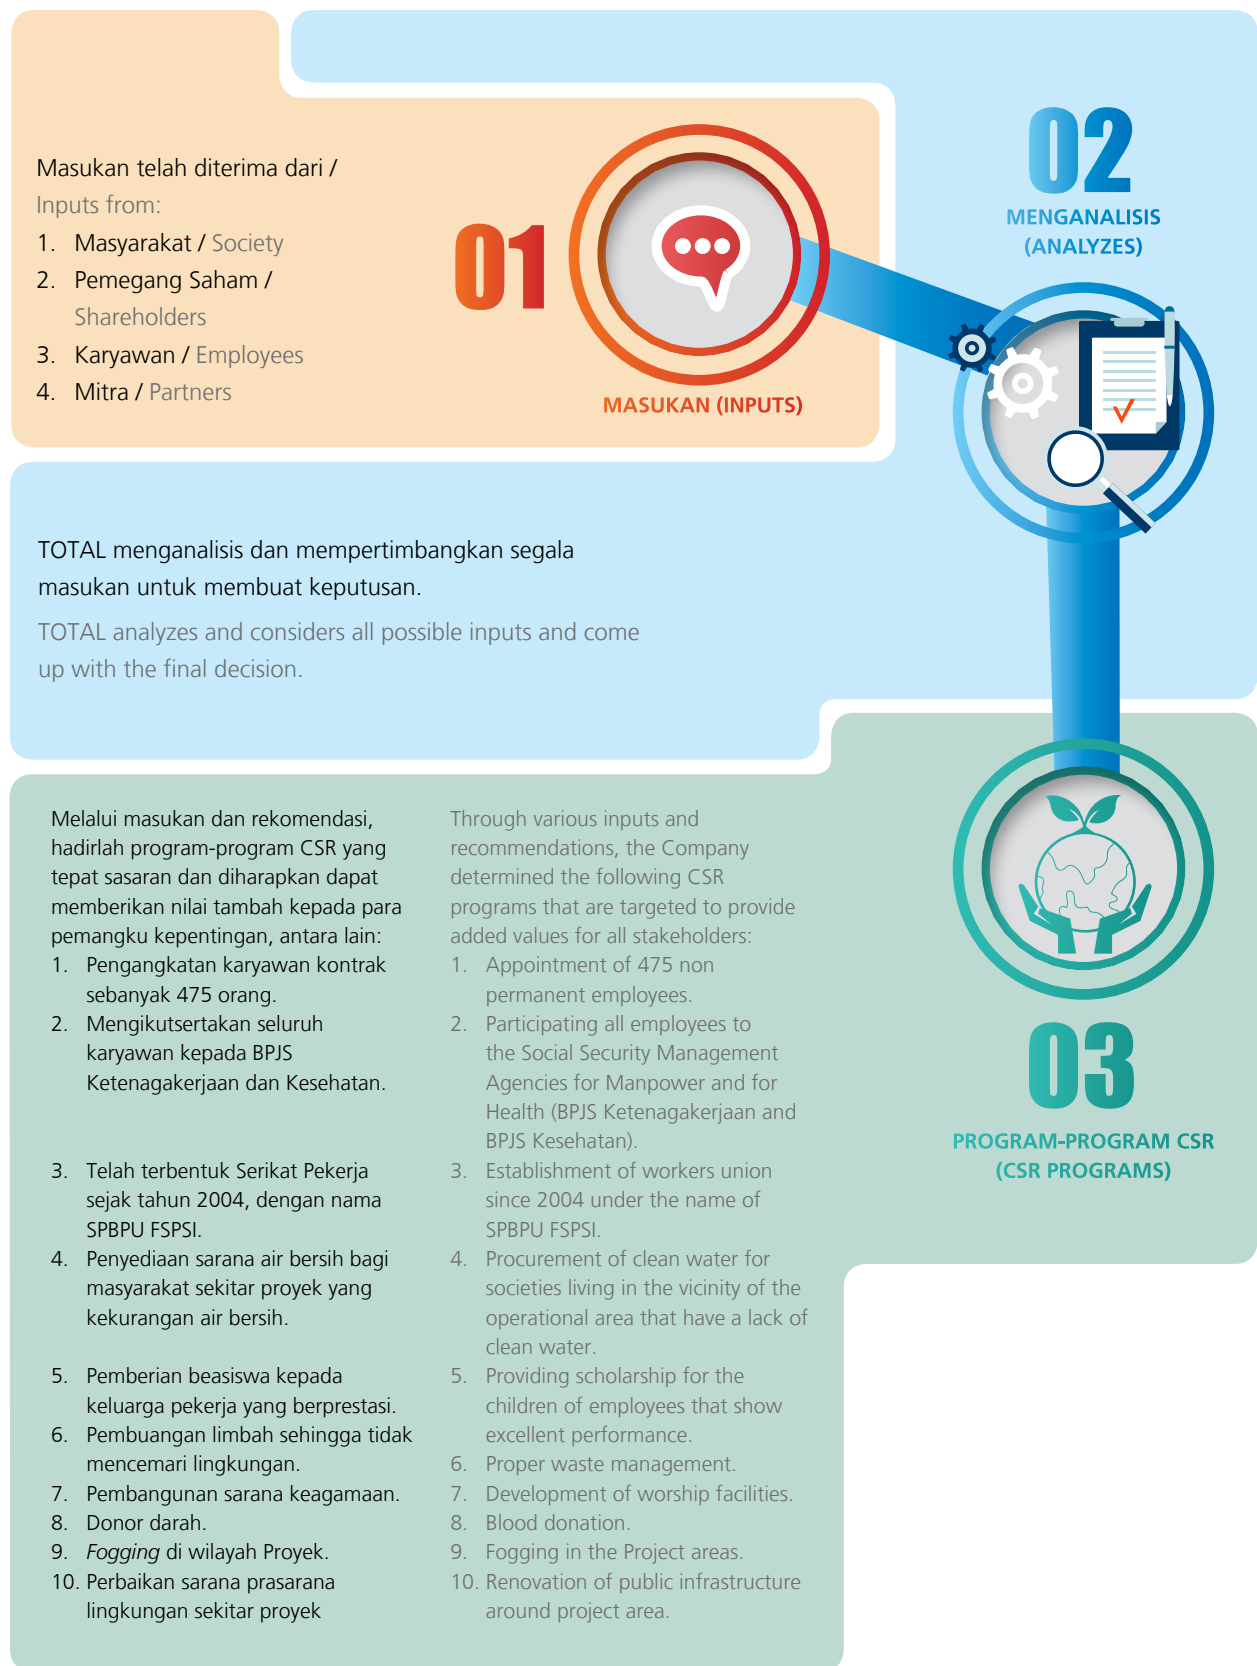 Masukan telah diterima dari /
Inputs from:
1. Masyarakat / Society
2. Pemegang Saham /
Shareholders
3. Karyawan / Employees
4. Mitra / Partners
01
MASUKAN (INPUTS)
02
MENGANALISIS
(ANALYZES)
TOTAL menganalisis dan mempertimbangkan segala
masukan untuk membuat keputusan.
TOTAL analyzes and considers all possible inputs and come
up with the final decision.
Melalui masukan dan rekomendasi,
hadirlah program-program CSR yang
tepat sasaran dan diharapkan dapat
memberikan nilai tambah kepada para
pemangku kepentingan, antara lain:
1. Pengangkatan karyawan kontrak
sebanyak 475 orang.
2. Mengikutsertakan seluruh
karyawan kepada BPJS
Ketenagakerjaan dan Kesehatan.
3. Telah terbentuk Serikat Pekerja
sejak tahun 2004, dengan nama
SPBPU FSPSI.
4. Penyediaan sarana air bersih bagi
masyarakat sekitar proyek yang
kekurangan air bersih.
5. Pemberian beasiswa kepada
keluarga pekerja yang berprestasi.
6. Pembuangan limbah sehingga tidak
mencemari lingkungan.
7. Pembangunan sarana keagamaan.
8. Donor darah.
9. Fogging di wilayah Proyek.
10. Perbaikan sarana prasarana
lingkungan sekitar proyek
Through various inputs and
recommendations, the Company
determined the following CSR
programs that are targeted to provide
added values for all stakeholders:
1. Appointment of 475 non
permanent employees.
2. Participating all employees to
the Social Security Management
Agencies for Manpower and for
Health (BPJS Ketenagakerjaan and
BPJS Kesehatan).
3. Establishment of workers union
since 2004 under the name of
SPBPU FSPSI.
4. Procurement of clean water for
societies living in the vicinity of the
operational area that have a lack of
clean water.
5. Providing scholarship for the
children of employees that show
excellent performance.
6. Proper waste management.
7. Development of worship facilities.
8. Blood donation.
9. Fogging in the Project areas.
10. Renovation of public infrastructure
around project area.
03
PROGRAM-PROGRAM CSR
(CSR PROGRAMS)